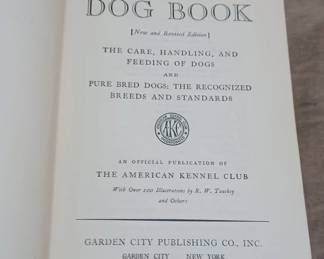 DOG BOOK
[New and Revised Edition]
THE CARE, HANDLING, AND
FEEDING OF DOGS
AND
PURE BRED DOGS: THE RECOGNIZED
BREEDS AND STANDARDS
AKC
AN OFFICIAL PUBLICATION OF
THE AMERICAN KENNEL CLUB
With Over 200 Illustrations by R. W. Tauskey
and Others
GARDEN CITY PUBLISHING CO., INC.
GARDEN CITY NEW YORK